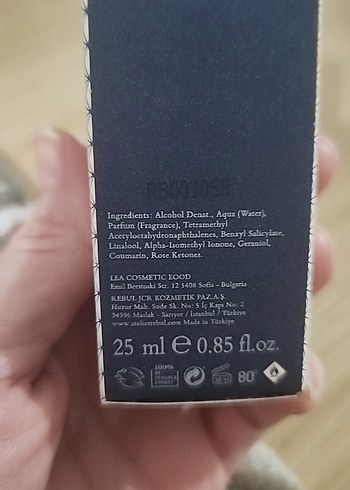 Ingredients: Alcohol Denat., Aqua (Water),
Parfum (Fragrance), Tetramethyl
Acetyloctahydronaphthalenes, Benzyl Salicylate,
Linalool, Alpha-Isomethyl Ionone, Geraniol,
Coumarin, Rose Ketones.
LEA COSMETIC EOOD
Emil Bersinski Str. 12 1408 Sofia - Bulgaria
REBUL JCR KOZMETIK PAZ.A.Ş.
Huzur Mah. Sude Sk. No: 5 İç Kapı No: 2
34396 Maslak - Sarıyer / İstanbul / Türkiye
www.atelierrebul.com Made in Türkiye
25 ml e 0.85 fl.oz.
100%
ENERGY
80°